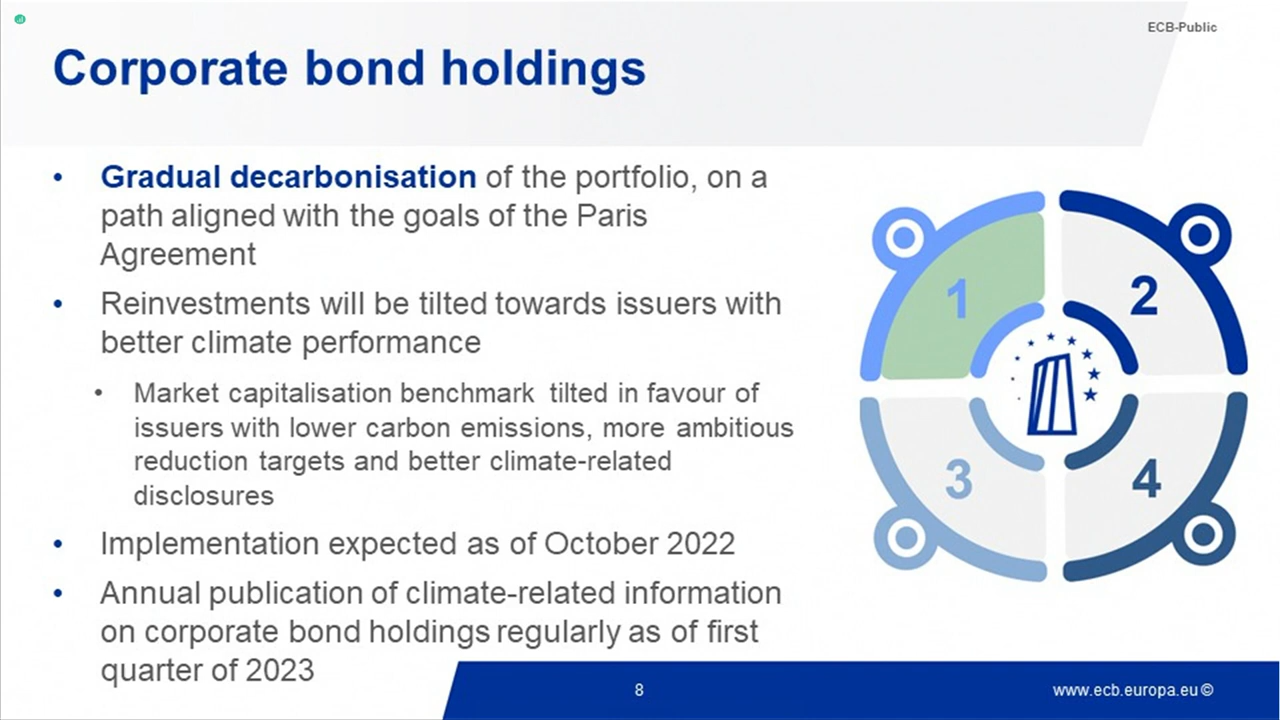 ECB-Public
Corporate bond holdings
• Gradual decarbonisation of the portfolio, on a
path aligned with the goals of the Paris
Agreement
• Reinvestments will be tilted towards issuers with
better climate performance
• Market capitalisation benchmark tilted in favour of
issuers with lower carbon emissions, more ambitious
reduction targets and better climate-related
disclosures
• Implementation expected as of October 2022
• Annual publication of climate-related information
on corporate bond holdings regularly as of first
quarter of 2023
1
2
3
4
8
www.ecb.europa.eu ©